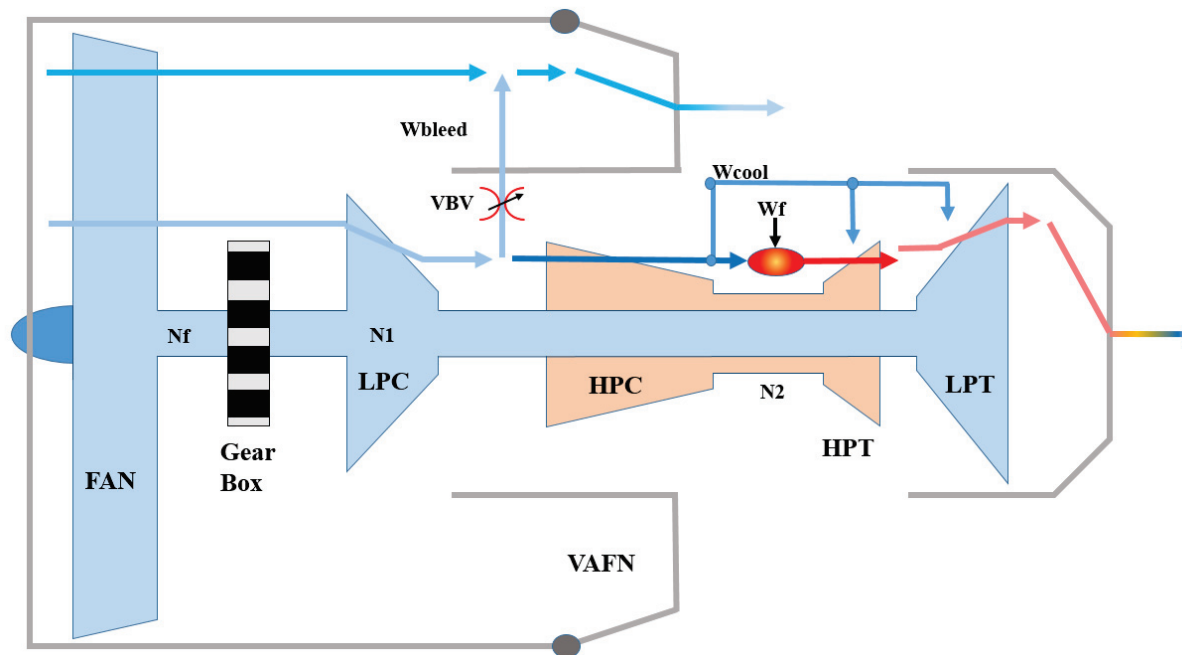 Wbleed
VBV
Wcool
Wf
Nf
N1
LPC
HPC
N2
LPT
HPT
Gear
Box
FAN
VAFN